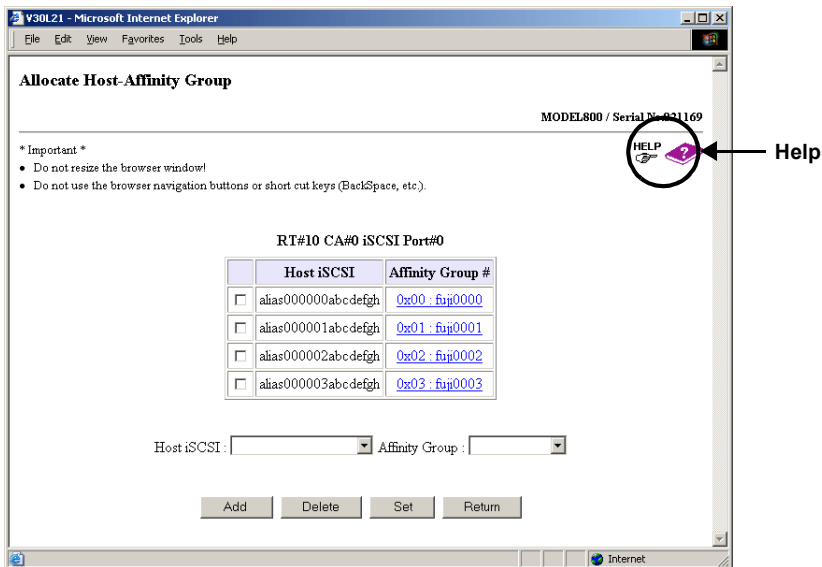 V30L21 - Microsoft Internet Explorer
File Edit View Favorites Tools Help
Allocate Host-Affinity Group
MODEL800 / Serial No.021169
* Important *
• Do not resize the browser window!
• Do not use the browser navigation buttons or short cut keys (BackSpace, etc.).
HELP
Help
RT#10 CA#0 iSCSI Port#0
Host iSCSI Affinity Group #
alias000000abcdefgh 0x00 : fuji0000
alias000001abcdefgh 0x01 : fuji0001
alias000002abcdefgh 0x02 : fuji0002
alias000003abcdefgh 0x03 : fuji0003
Host iSCSI : Affinity Group :
Add Delete Set Return
Internet